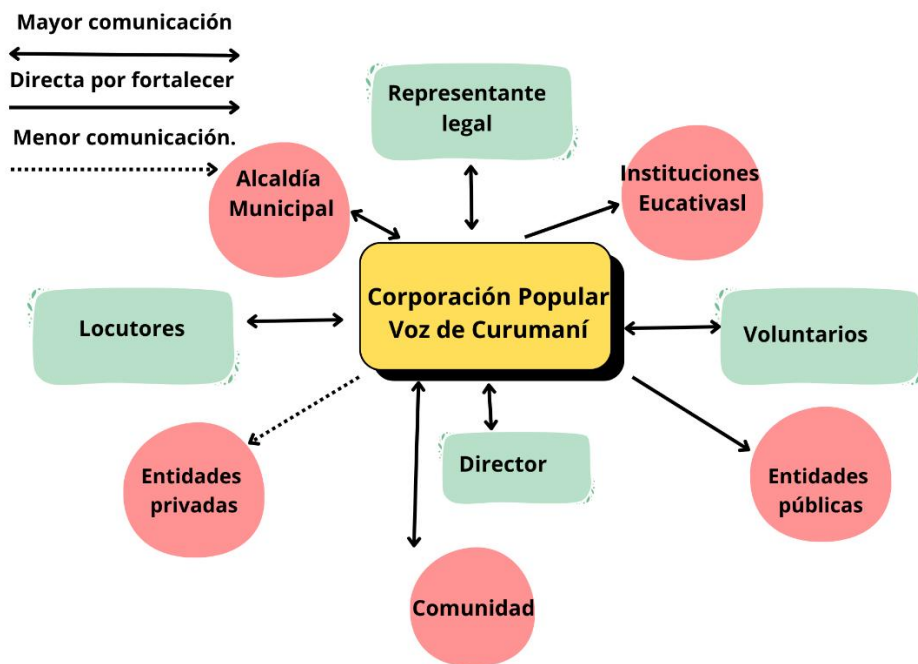 Mayor comunicación
Directa por fortalecer
Menor comunicación.
Representante
legal
Alcaldía
Municipal
Instituciones
Eucativasl
Corporación Popular
Voz de Curumaní
Locutores
Voluntarios
Entidades
privadas
Director
Entidades
públicas
Comunidad